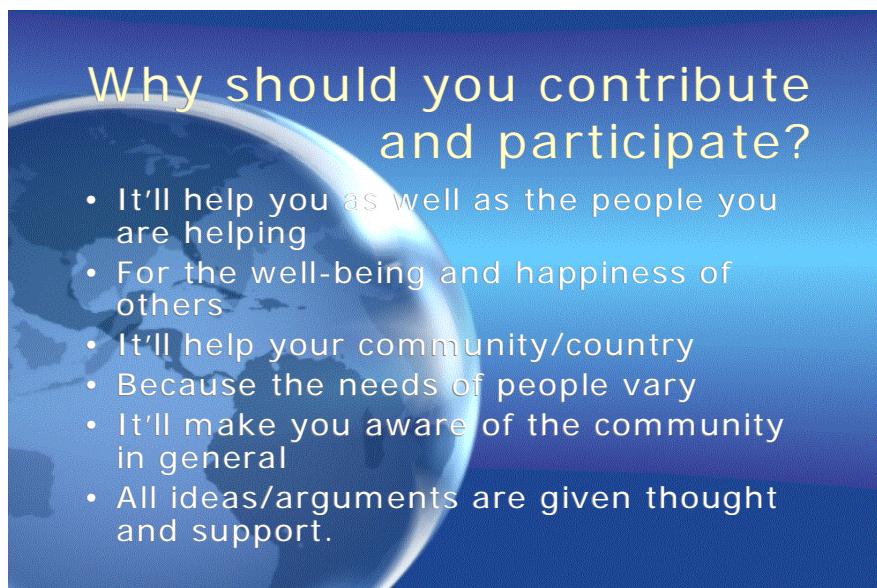 Why should you contribute
and participate?
• It'll help you as well as the people you
are helping
• For the well-being and happiness of
others
• It'll help your community/country
• Because the needs of people vary
• It'll make you aware of the community
in general
• All ideas/arguments are given thought
and support.